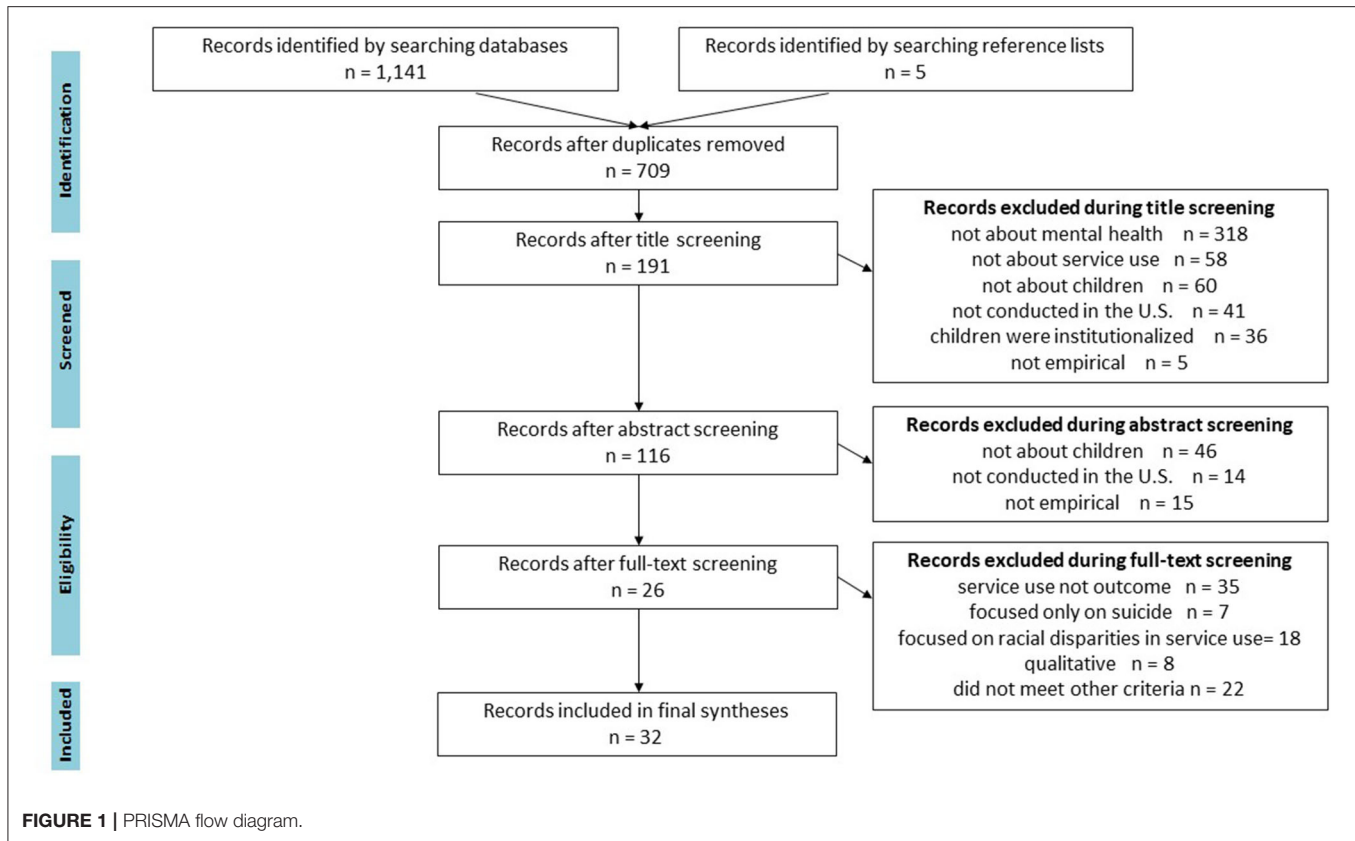 Identification
Records identified by searching databases
n = 1,141
Records identified by searching reference lists
n = 5
Records after duplicates removed
n = 709
Records after title screening
n = 191
Records excluded during title screening
not about mental health n = 318
not about service use n = 58
not about children n = 60
not conducted in the U.S. n = 41
children were institutionalized n = 36
not empirical n = 5
Screened
Records after abstract screening
n = 116
Records excluded during abstract screening
not about children n = 46
not conducted in the U.S. n = 14
not empirical n = 15
Eligibility
Records after full-text screening
n = 26
Records excluded during full-text screening
service use not outcome n = 35
focused only on suicide n = 7
focused on racial disparities in service use= 18
qualitative n = 8
did not meet other criteria n = 22
Included
Records included in final syntheses
n = 32
FIGURE 1 | PRISMA flow diagram.